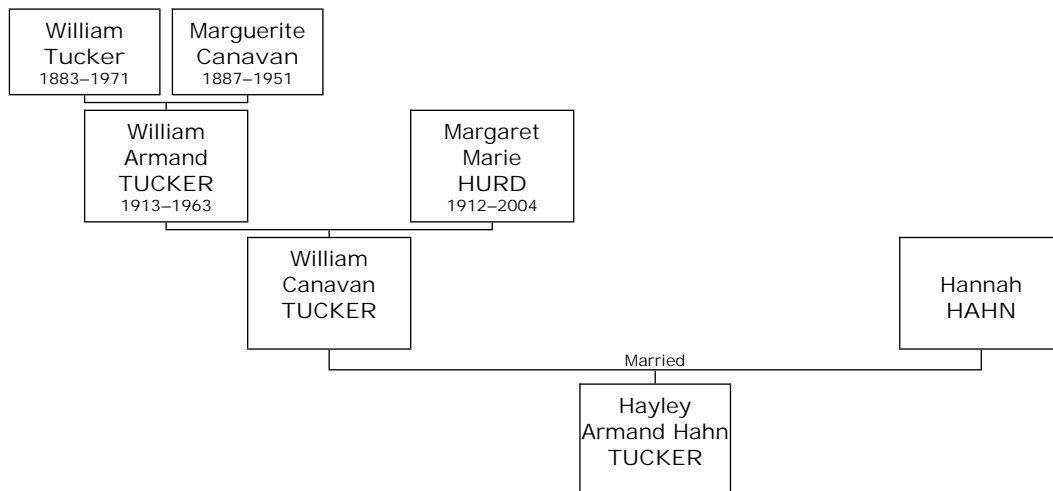 William
Tucker
1883–1971
Marguerite
Canavan
1887–1951
William
Armand
TUCKER
1913–1963
Margaret
Marie
HURD
1912–2004
William
Canavan
TUCKER
Hannah
HAHN
Married
Hayley
Armand Hahn
TUCKER